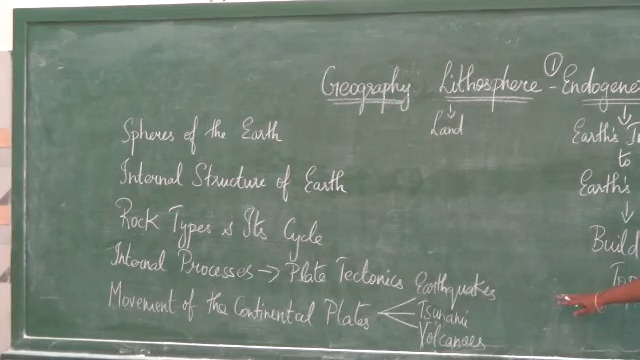 ①
Geography Lithosphere - Endogene
Land
Earth's
to
Earth's
Build
Spheres of the Earth
Internal Structure of Earth
Rock Types & Its Cycle
Internal Processes → Plate Tectonics
Movement of the Continental Plates
Earthquakes
Tsunami
Volcanoes